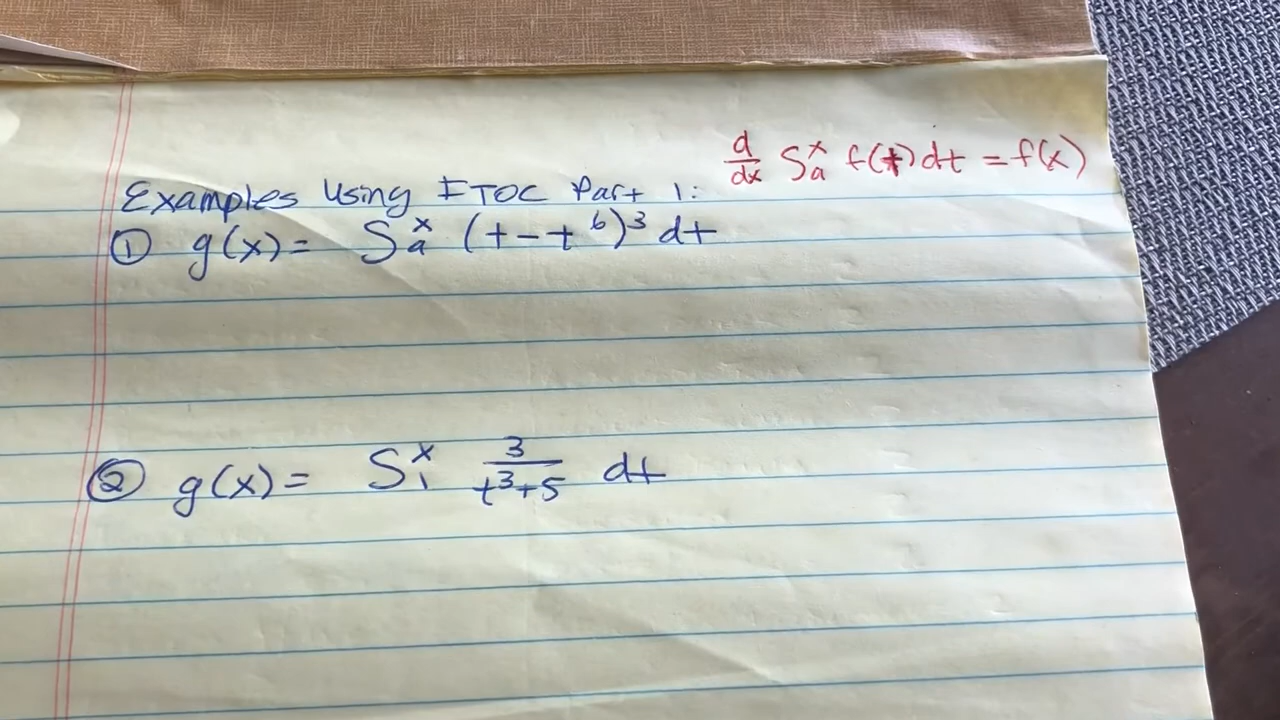 d/dx ∫ₐˣ f(t) dt = f(x)
Examples Using FTOC Part 1:
① g(x) = ∫ₐˣ (t - t⁶)³ dt
② g(x) = ∫₁ˣ 3/(t³+5) dt